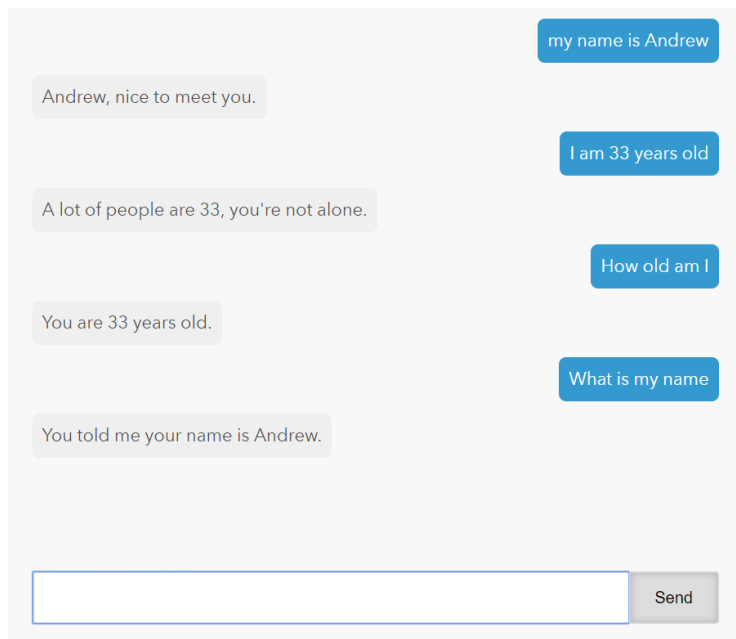 my name is Andrew
Andrew, nice to meet you.
I am 33 years old
A lot of people are 33, you're not alone.
How old am I
You are 33 years old.
What is my name
You told me your name is Andrew.
Send